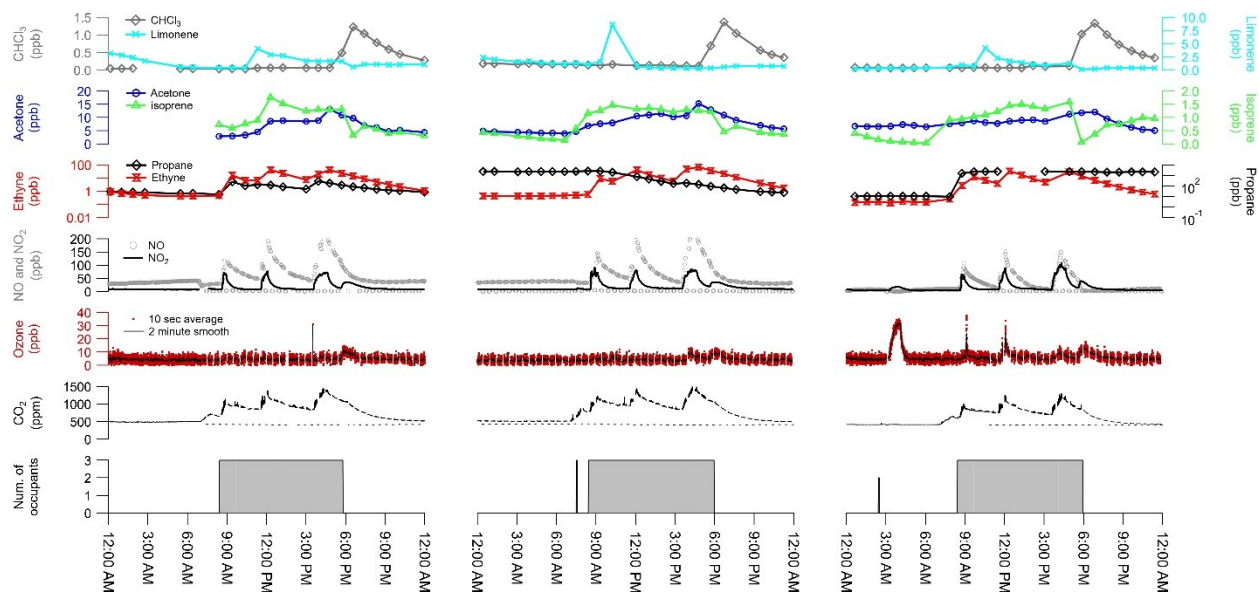 CHCl3
(ppb)
1.5
1.0
0.5
0.0
CHCl3
Limonene
10.0
7.5
5.0
2.5
0.0
Limonene
(ppb)
Acetone
(ppb)
20
15
10
5
0
Acetone
isoprene
2.0
1.5
1.0
0.5
0.0
Isoprene
(ppb)
Ethyne
(ppb)
100
1
0.01
Propane
Ethyne
10^2
10^-1
Propane
(ppb)
NO and NO2
(ppb)
200
150
100
50
0
NO
NO2
Ozone
(ppb)
40
30
20
10
0
10 sec average
2 minute smooth
CO2
(ppm)
1500
1000
500
0
Num. of
occupants
3
2
1
0
12:00 AM
3:00 AM
6:00 AM
9:00 AM
12:00 PM
3:00 PM
6:00 PM
9:00 PM
12:00 AM
12:00 AM
3:00 AM
6:00 AM
9:00 AM
12:00 PM
3:00 PM
6:00 PM
9:00 PM
12:00 AM
12:00 AM
3:00 AM
6:00 AM
9:00 AM
12:00 PM
3:00 PM
6:00 PM
9:00 PM
12:00 AM